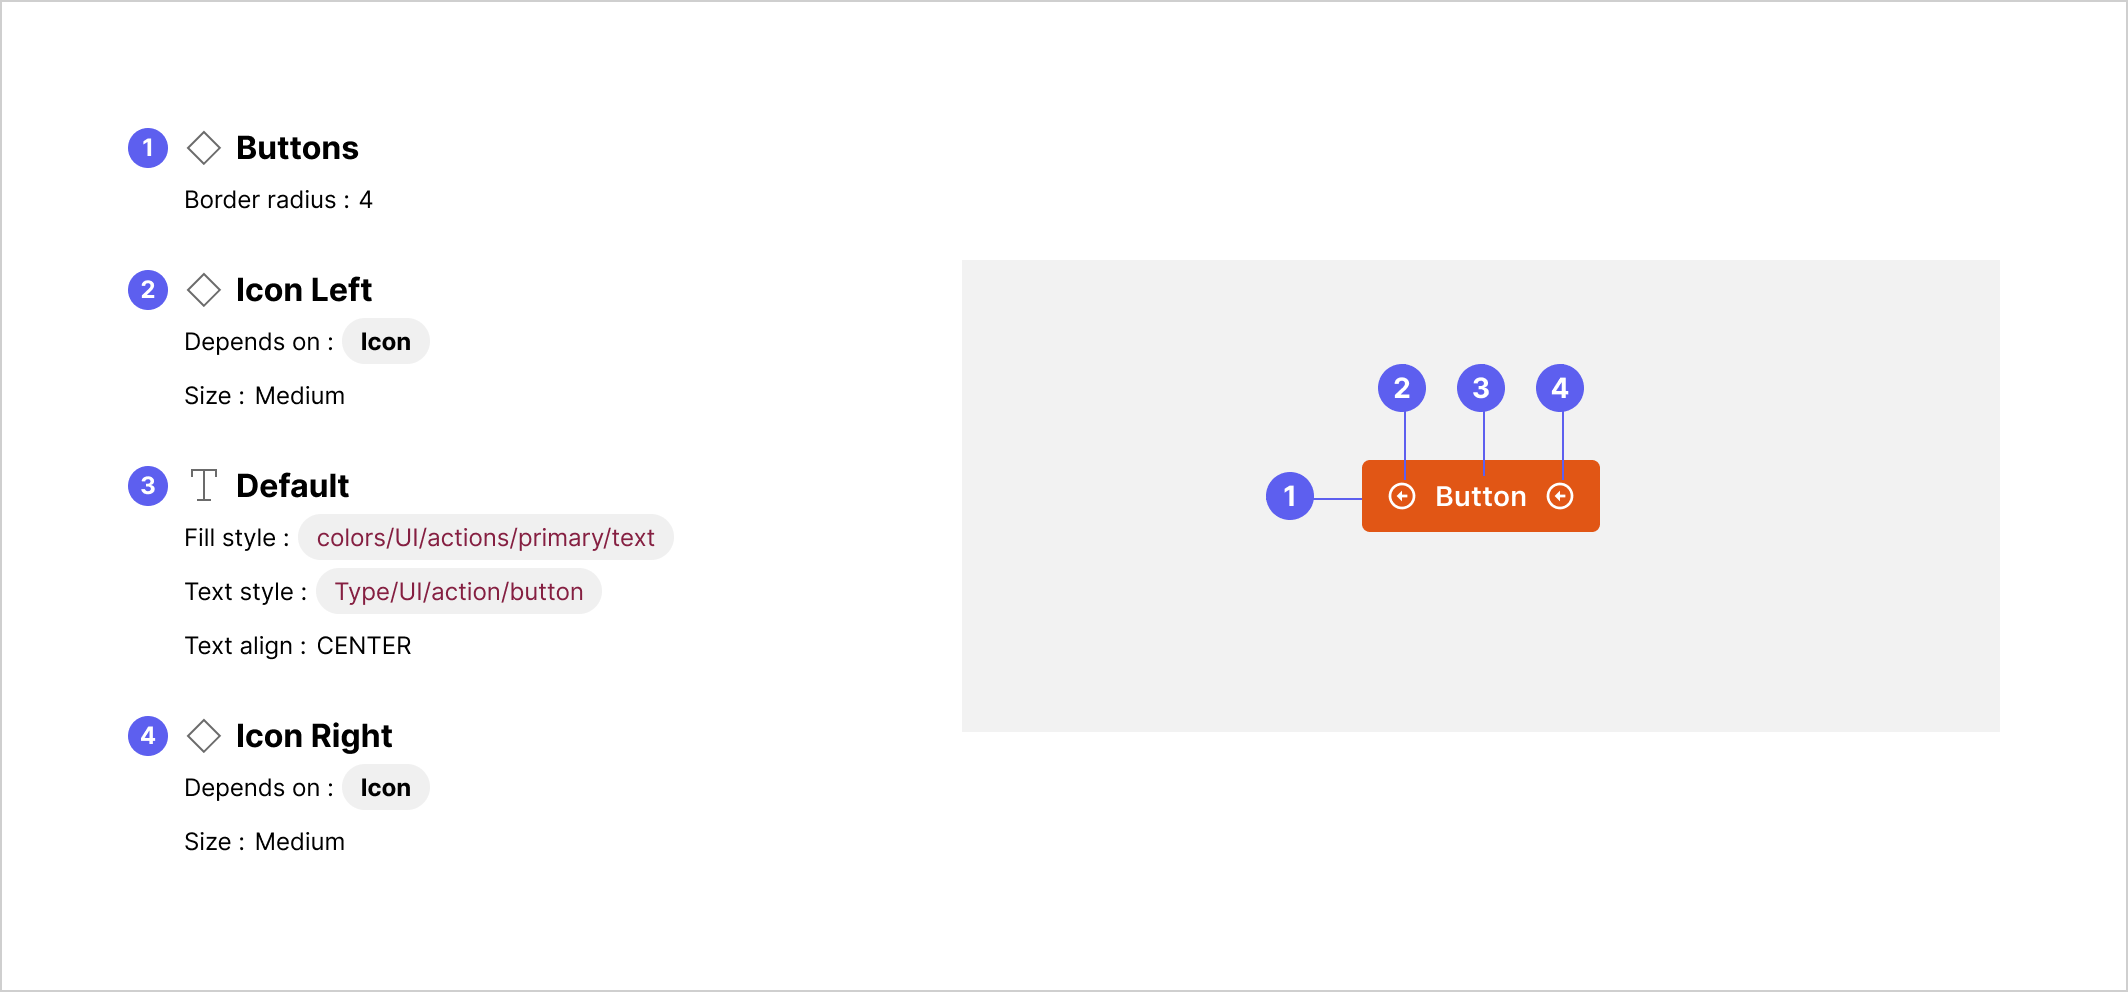 1 Buttons
Border radius : 4
2 Icon Left
Depends on : Icon
Size : Medium
3 Default
Fill style : colors/UI/actions/primary/text
Text style : Type/UI/action/button
Text align : CENTER
4 Icon Right
Depends on : Icon
Size : Medium
2 3 4
1 Button